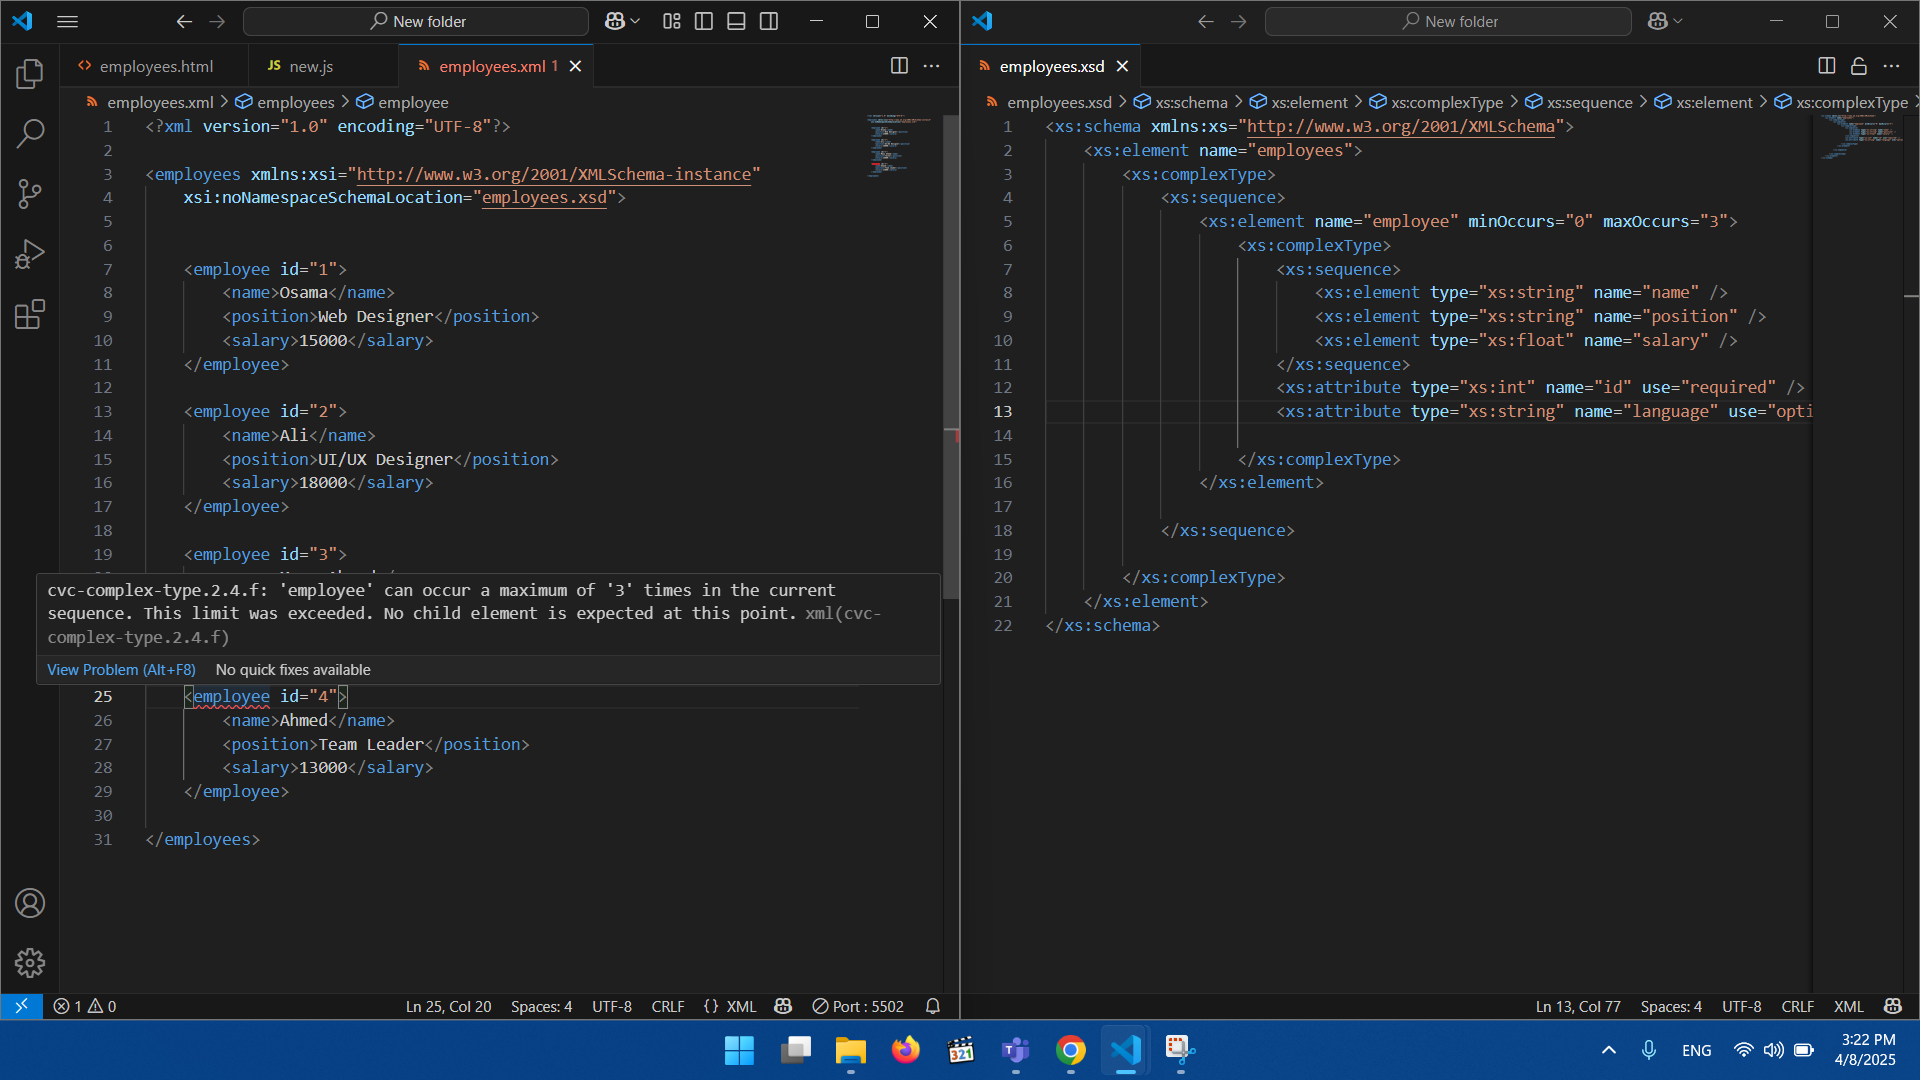 New folder
employees.html
JS new.js
employees.xml 1
employees.xml > employees > employee
1 <?xml version="1.0" encoding="UTF-8"?>
2
3 <employees xmlns:xsi="http://www.w3.org/2001/XMLSchema-instance"
4 xsi:noNamespaceSchemaLocation="employees.xsd">
5
6
7 <employee id="1">
8 <name>Osama</name>
9 <position>Web Designer</position>
10 <salary>15000</salary>
11 </employee>
12
13 <employee id="2">
14 <name>Ali</name>
15 <position>UI/UX Designer</position>
16 <salary>18000</salary>
17 </employee>
18
19 <employee id="3">
cvc-complex-type.2.4.f: 'employee' can occur a maximum of '3' times in the current
sequence. This limit was exceeded. No child element is expected at this point. xml(cvc-
complex-type.2.4.f)
View Problem (Alt+F8) No quick fixes available
25 <employee id="4">
26 <name>Ahmed</name>
27 <position>Team Leader</position>
28 <salary>13000</salary>
29 </employee>
30
31 </employees>
1 0
Ln 25, Col 20 Spaces: 4 UTF-8 CRLF {} XML Port : 5502
New folder
employees.xsd
employees.xsd > xs:schema > xs:element > xs:complexType > xs:sequence > xs:element > xs:complexType >
1 <xs:schema xmlns:xs="http://www.w3.org/2001/XMLSchema">
2 <xs:element name="employees">
3 <xs:complexType>
4 <xs:sequence>
5 <xs:element name="employee" minOccurs="0" maxOccurs="3">
6 <xs:complexType>
7 <xs:sequence>
8 <xs:element type="xs:string" name="name" />
9 <xs:element type="xs:string" name="position" />
10 <xs:element type="xs:float" name="salary" />
11 </xs:sequence>
12 <xs:attribute type="xs:int" name="id" use="required" />
13 <xs:attribute type="xs:string" name="language" use="opti
14
15 </xs:complexType>
16 </xs:element>
17
18 </xs:sequence>
19
20 </xs:complexType>
21 </xs:element>
22 </xs:schema>
Ln 13, Col 77 Spaces: 4 UTF-8 CRLF XML
321
ENG
3:22 PM
4/8/2025